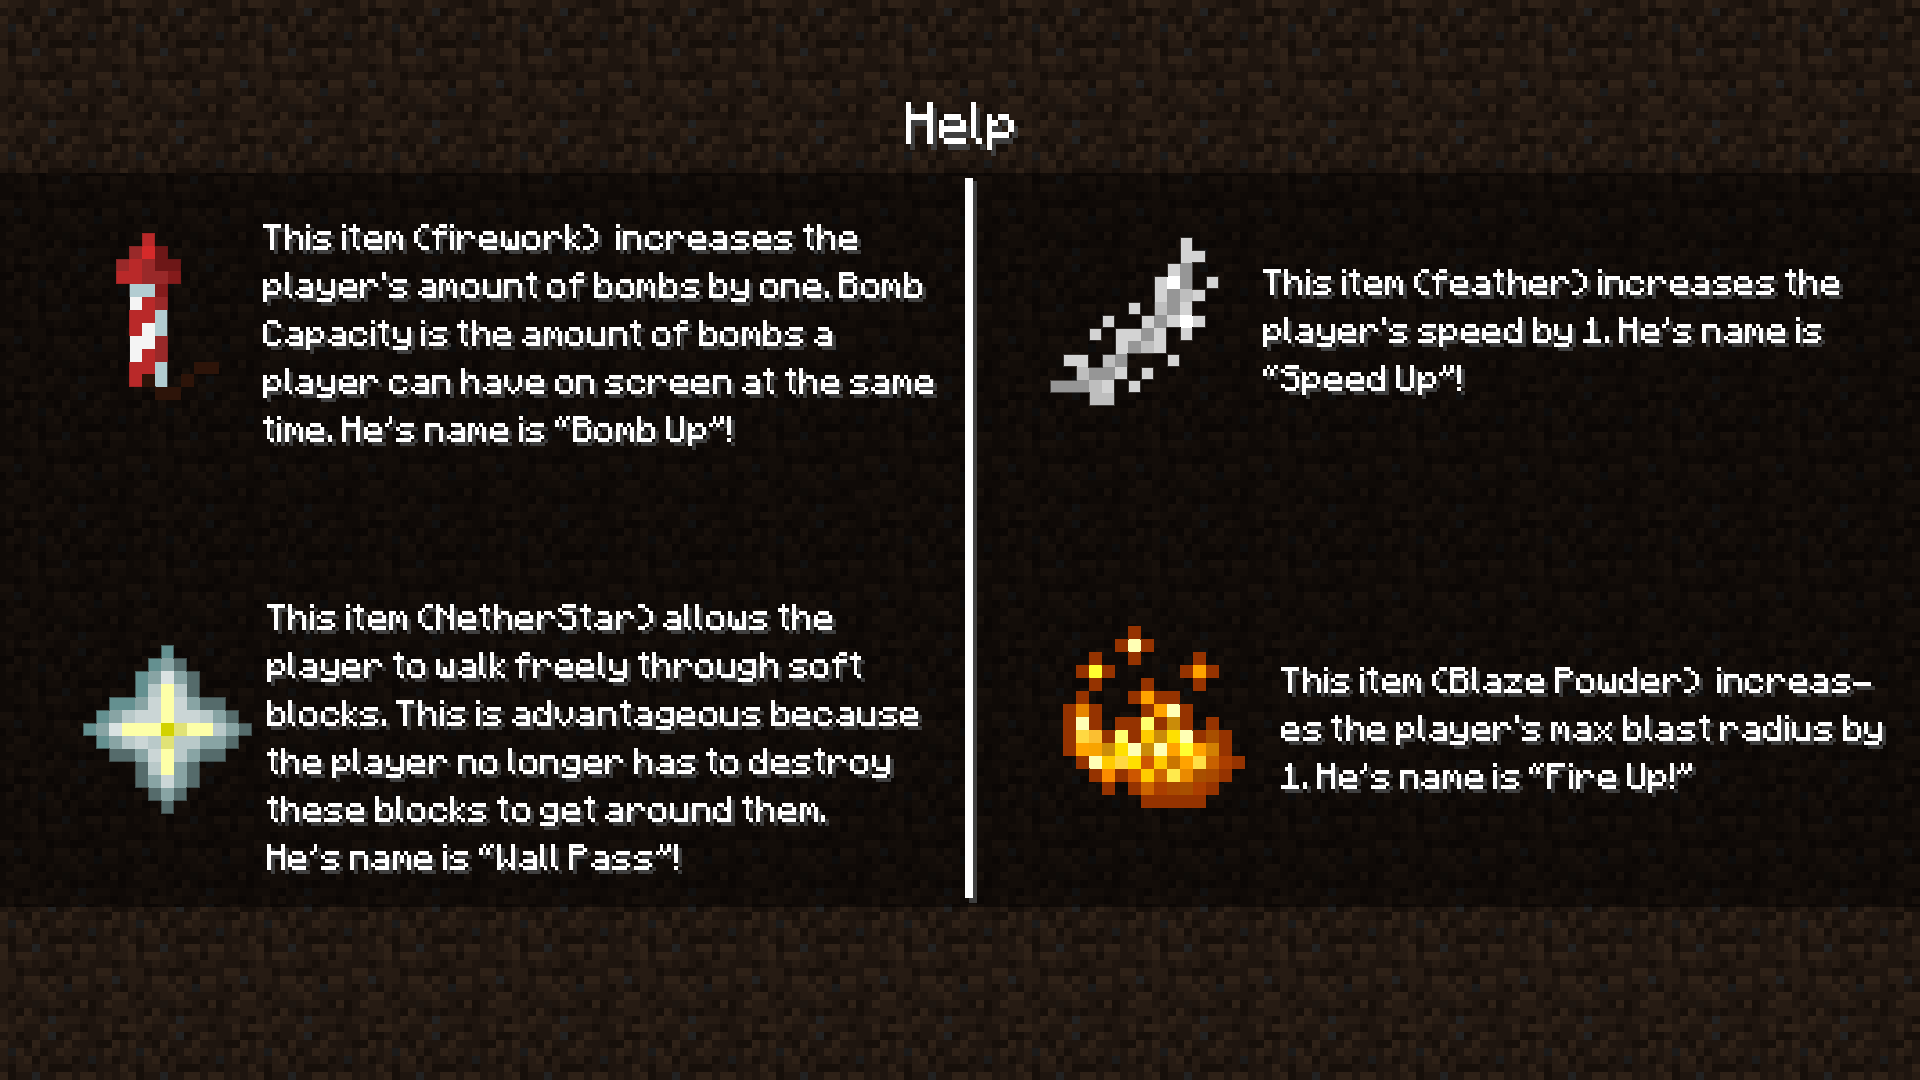 Help
This item (firework)  increases the
player's amount of bombs by one. Bomb
Capacity is the amount of bombs a
player can have on screen at the same
time. He's name is "Bomb Up"!
This item (NetherStar) allows the
player to walk freely through soft
blocks. This is advantageous because
the player no longer has to destroy
these blocks to get around them.
He's name is "Wall Pass"!
This item (feather) increases the
player's speed by 1. He's name is
"Speed Up"!
This item (Blaze Powder)  increas-
es the player's max blast radius by
1. He's name is "Fire Up!"